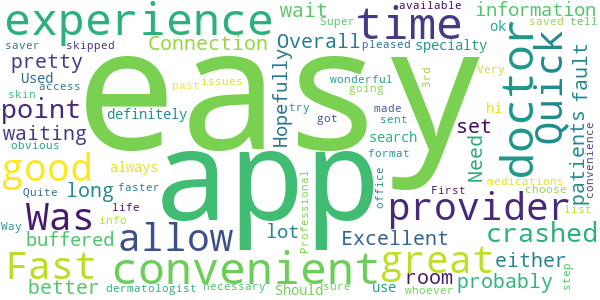 experience
time
wait
available
information
Super
saved
tell
saver
skipped
Connection
Overall
pleased
specialty
ok
pretty
Used
access
past
issues
wonderful
going
3rd
Very
doctor
Quick
fault
skin
point
definitely
Hopefully
easy
try
made
hi
waiting
got
sent
search
set
Need
patients
convenience
obvious
good
always
app
format
medications
Quite
long
faster
office
First
choose
Was
life
provider
list
Way
info
allow
lot
Professional
buffered
Excellent
crashed
Fast
convenient
great
either
better
room
probably
step
dermatologist
necessary
Should
sure
use
whoever